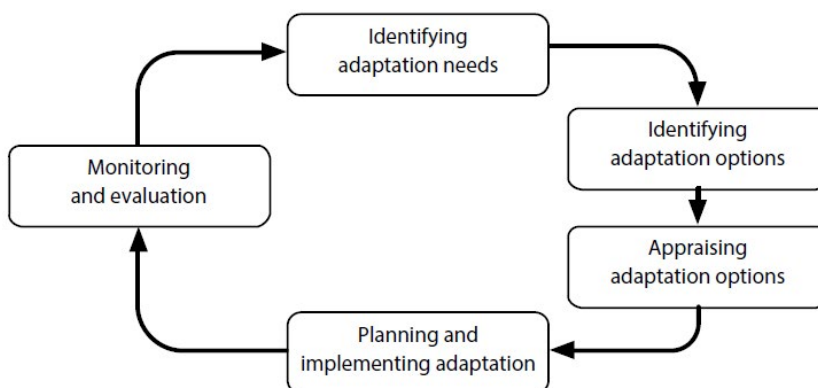 Identifying
adaptation needs
Identifying
adaptation options
Appraising
adaptation options
Planning and
implementing adaptation
Monitoring
and evaluation